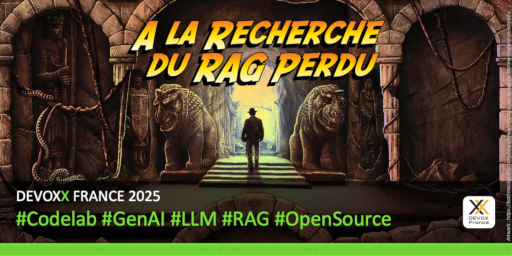 A LA RECHERCHE
DU RAG PERDU
DEVOXX FRANCE 2025
#Codelab #GenAI #LLM #RAG #OpenSource
DEVOXX
France